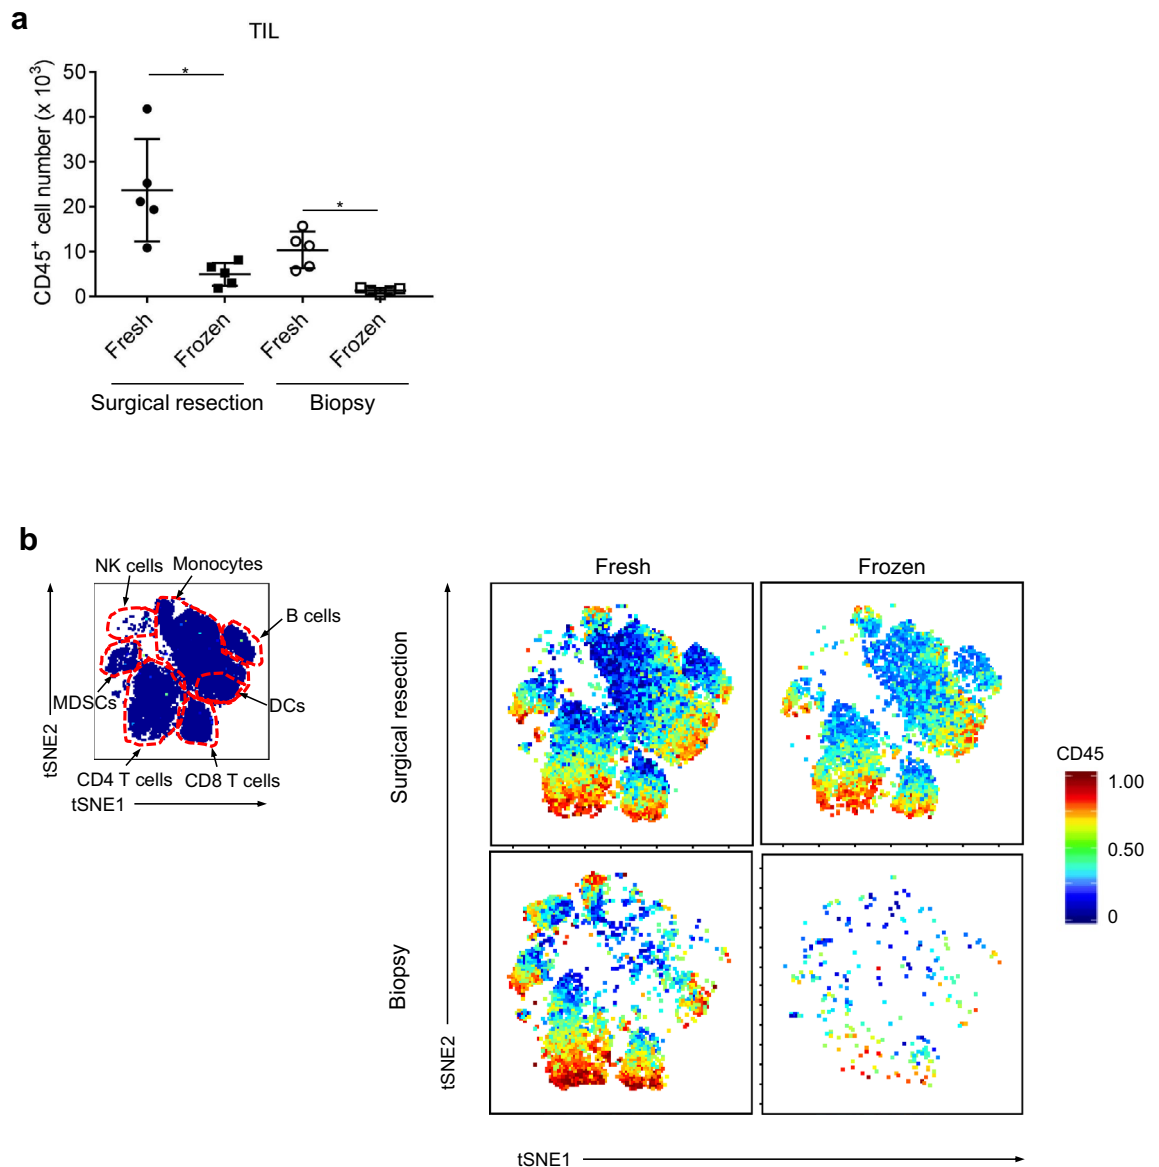 a
TIL
CD45+ cell number (x 10³)
50
40
30
20
10
0
*
*
Fresh
Frozen
Fresh
Frozen
Surgical resection
Biopsy
b
NK cells
Monocytes
B cells
MDSCs
DCs
CD4 T cells
CD8 T cells
tSNE2
tSNE1
Fresh
Frozen
Surgical resection
Biopsy
tSNE2
tSNE1
CD45
1.00
0.50
0